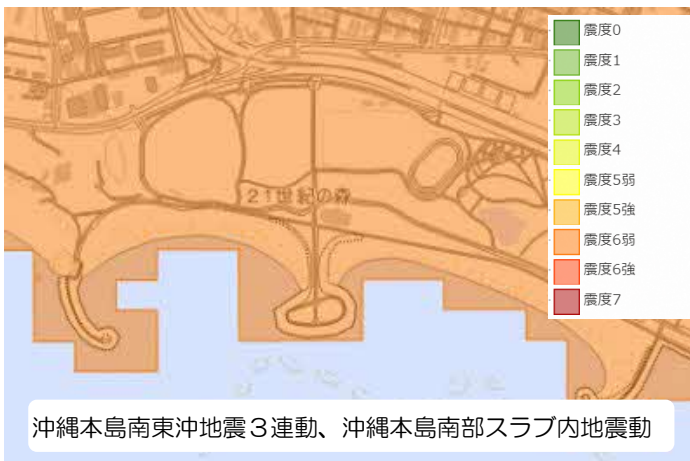 震度0
震度1
震度2
震度3
震度4
震度5弱
震度5強
震度6弱
震度6強
震度7
21世紀の森
沖縄本島南東沖地震３連動、沖縄本島南部スラブ内地震動